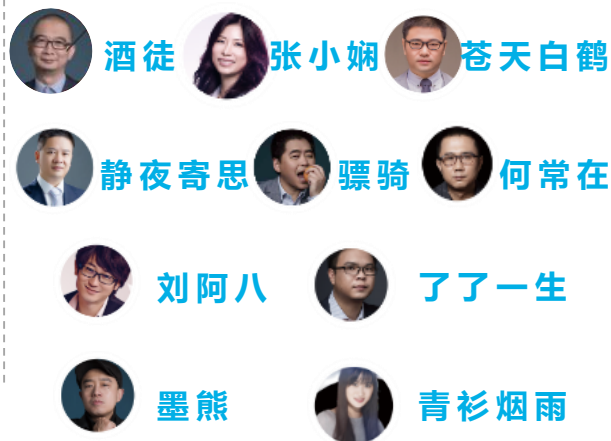 酒徒 张小娴 苍天白鹤
静夜寄思 骠骑 何常在
刘阿八 了了一生
墨熊 青衫烟雨